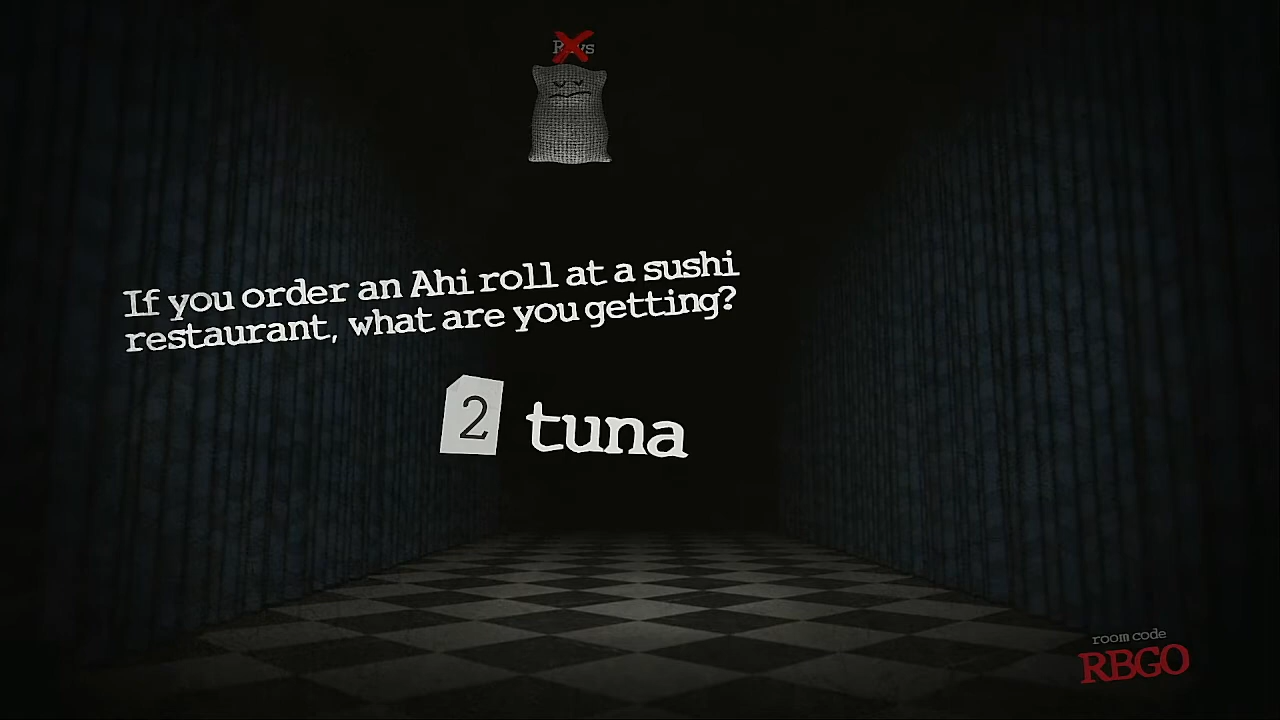 If you order an Ahi roll at a sushi
restaurant, what are you getting?
2 tuna
room code
RBGO